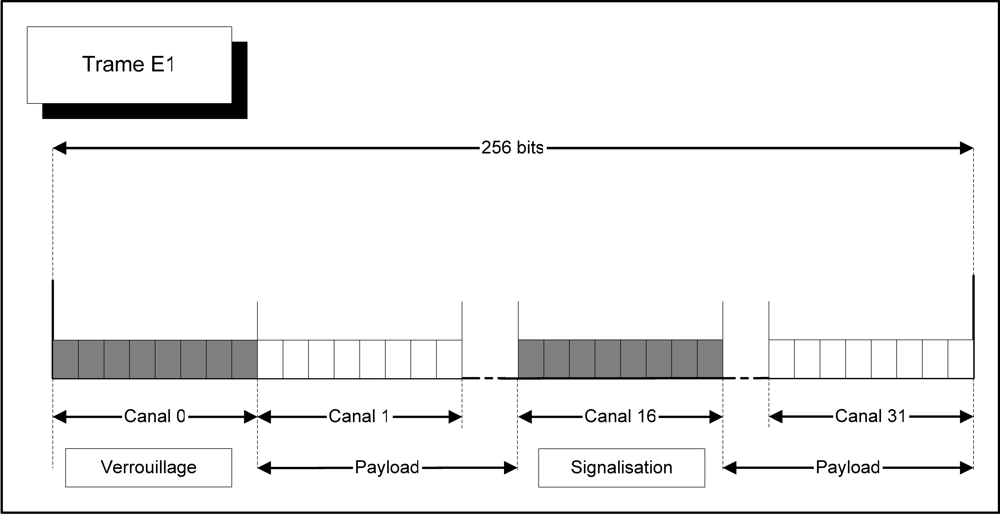 Trame E1
256 bits
Canal 0
Canal 1
Canal 16
Canal 31
Verrouillage
Payload
Signalisation
Payload